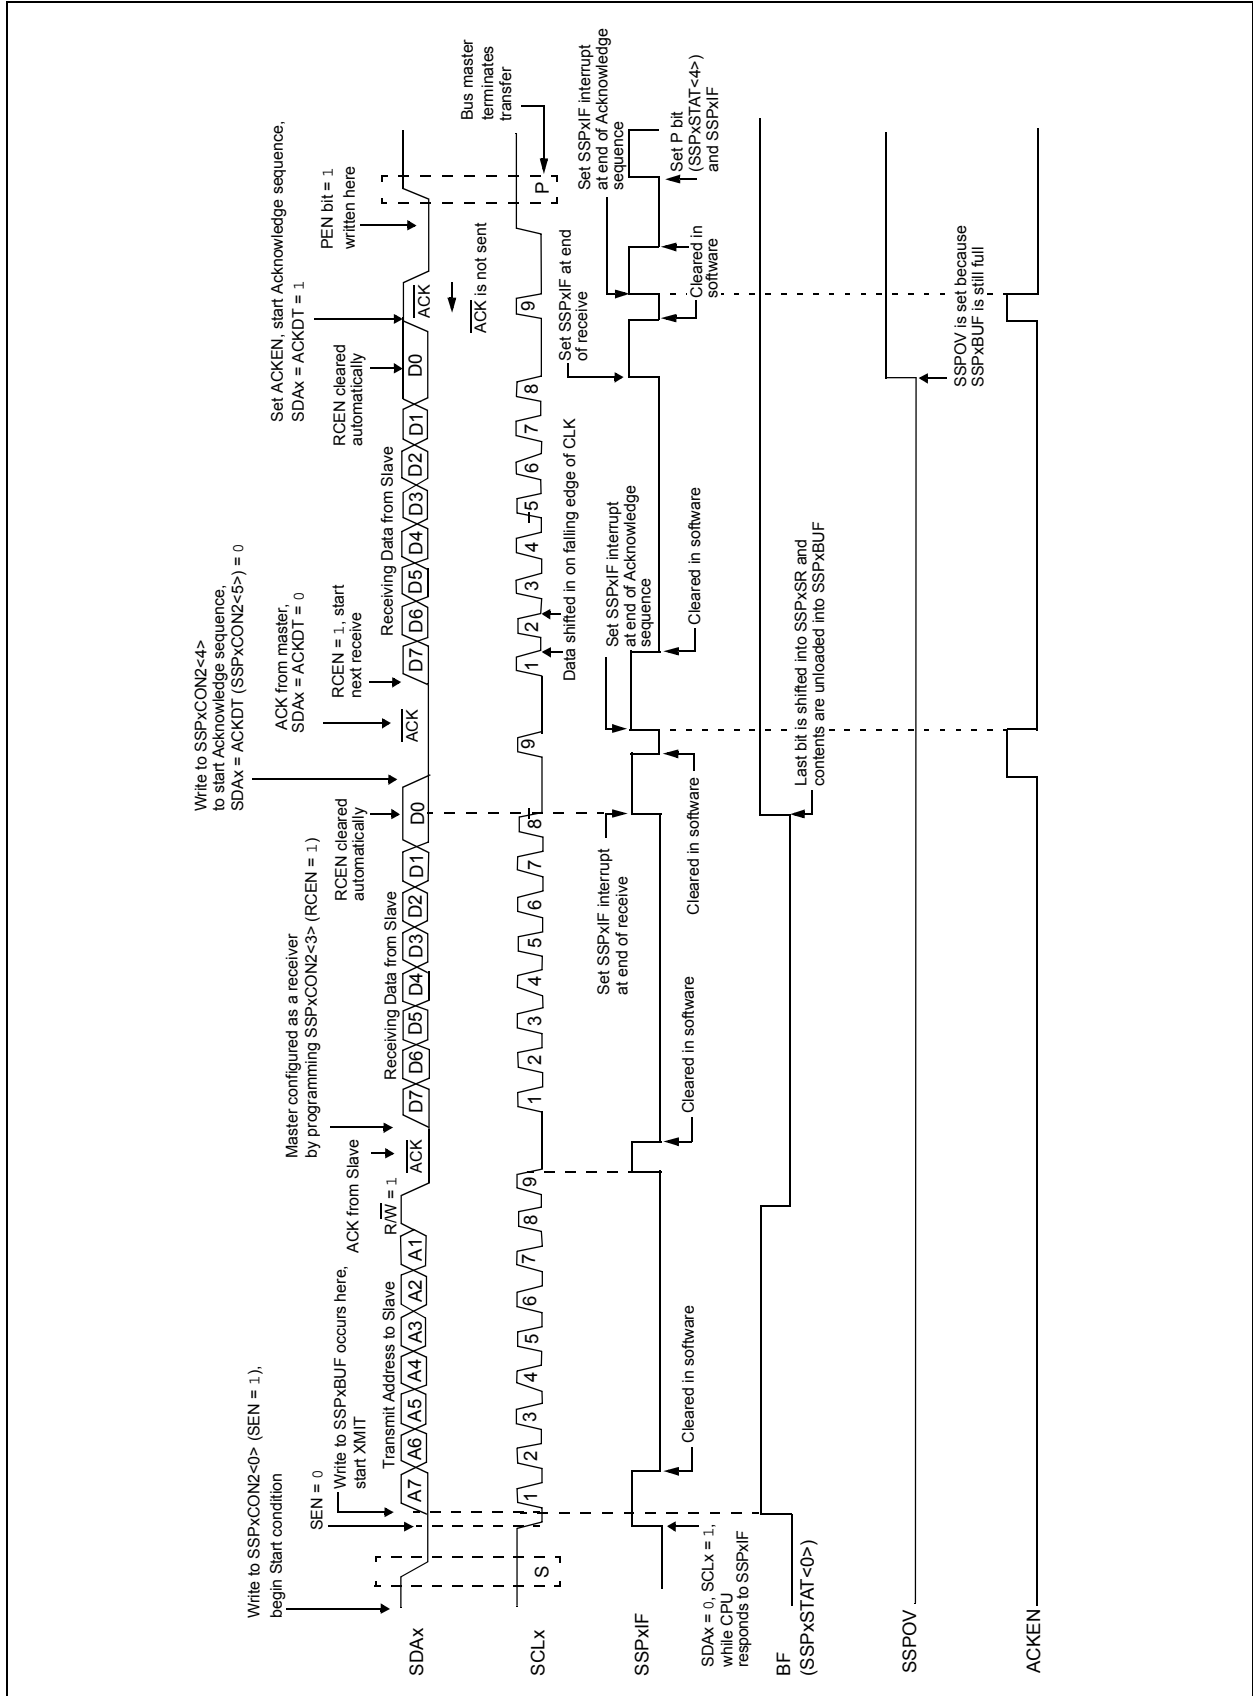 Write to SSPxCON2<0> (SEN = 1),
begin Start condition
SEN = 0
Write to SSPxBUF occurs here,
start XMIT
Transmit Address to Slave
ACK from Slave
R/W = 1
Master configured as a receiver
by programming SSPxCON2<3> (RCEN = 1)
Receiving Data from Slave
RCEN cleared
automatically
Write to SSPxCON2<4>
to start Acknowledge sequence,
SDAx = ACKDT (SSPxCON2<5>) = 0
ACK from master,
SDAx = ACKDT = 0
RCEN = 1, start
next receive
Receiving Data from Slave
RCEN cleared
automatically
Set ACKEN, start Acknowledge sequence,
SDAx = ACKDT = 1
PEN bit = 1
written here
SDAx
A7 A6 A5 A4 A3 A2 A1 ACK D7 D6 D5 D4 D3 D2 D1 D0 ACK D7 D6 D5 D4 D3 D2 D1 D0 ACK
ACK is not sent
Bus master
terminates
transfer
SCLx
S 1 2 3 4 5 6 7 8 9 1 2 3 4 5 6 7 8 9 1 2 3 4 5 6 7 8 9 P
Data shifted in on falling edge of CLK
Set SSPxIF interrupt
at end of receive
Set SSPxIF interrupt
at end of Acknowledge
sequence
Set SSPxIF at end
of receive
Set SSPxIF interrupt
at end of Acknowledge
sequence
SSPxIF
Cleared in software
Cleared in software
Cleared in software
Cleared in software
Cleared in
software
Set P bit
(SSPxSTAT<4>)
and SSPxIF
SDAx = 0, SCLx = 1,
while CPU
responds to SSPxIF
BF
(SSPxSTAT<0>)
Last bit is shifted into SSPxSR and
contents are unloaded into SSPxBUF
SSPOV
SSPOV is set because
SSPxBUF is still full
ACKEN